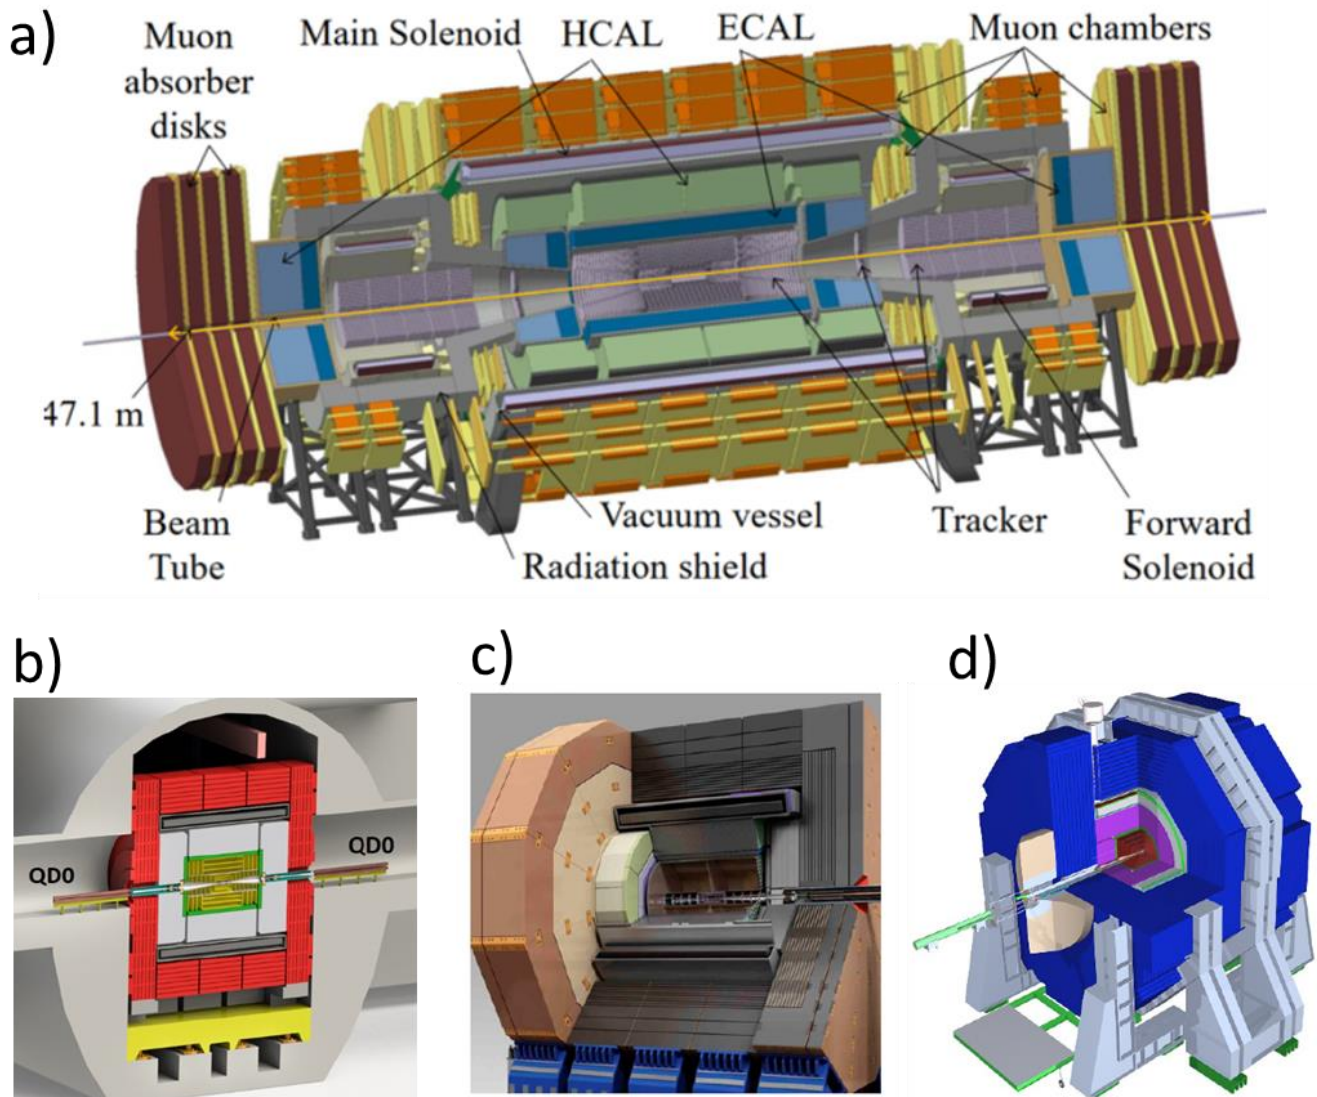 a)
Muon
absorber
disks
Main Solenoid
HCAL
ECAL
Muon chambers
47.1 m
Beam
Tube
Radiation shield
Vacuum vessel
Tracker
Forward
Solenoid
b)
QD0
QD0
c)
d)